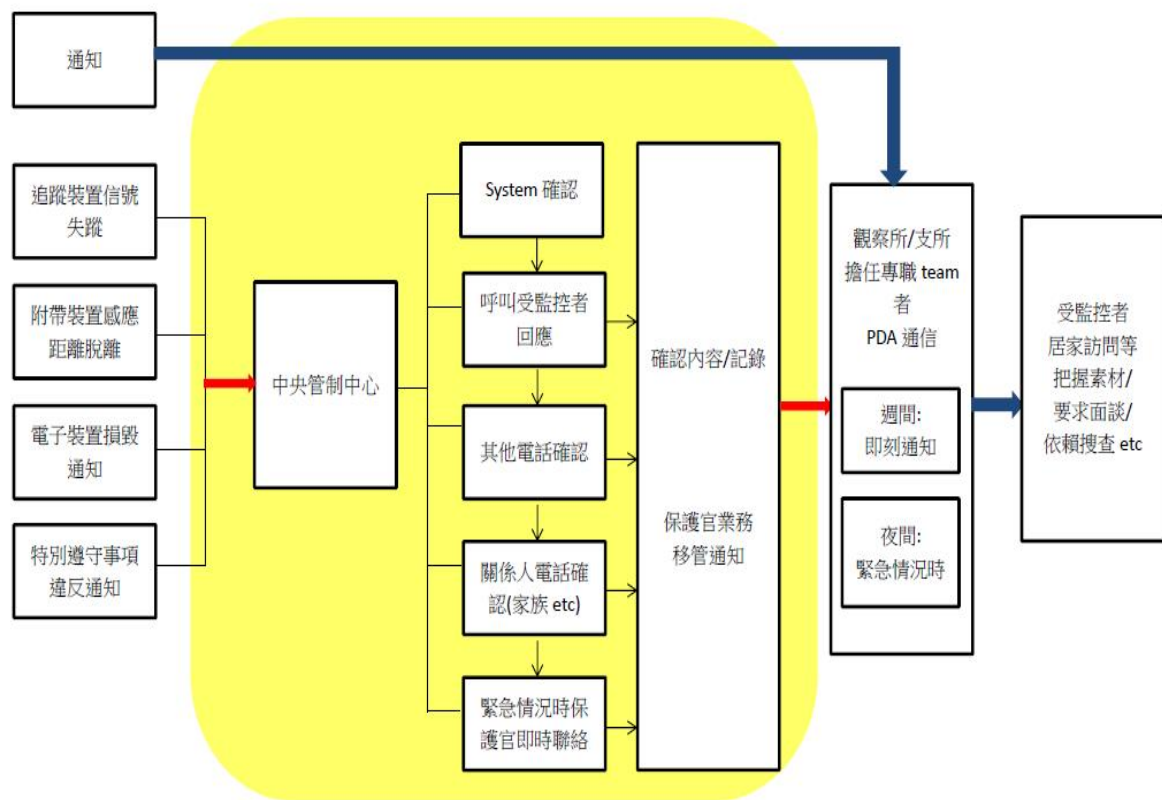 通知
追蹤裝置信號
失蹤
附帶裝置感應
距離脫離
電子裝置損毀
通知
特別遵守事項
違反通知
中央管制中心
System 確認
呼叫受監控者
回應
其他電話確認
關係人電話確
認(家族 etc)
緊急情況時保
護官即時聯絡
確認內容/記錄
保護官業務
移管通知
觀察所/支所
擔任專職 team
者
PDA 通信
週間:
即刻通知
夜間:
緊急情況時
受監控者
居家訪問等
把握素材/
要求面談/
依賴搜查 etc